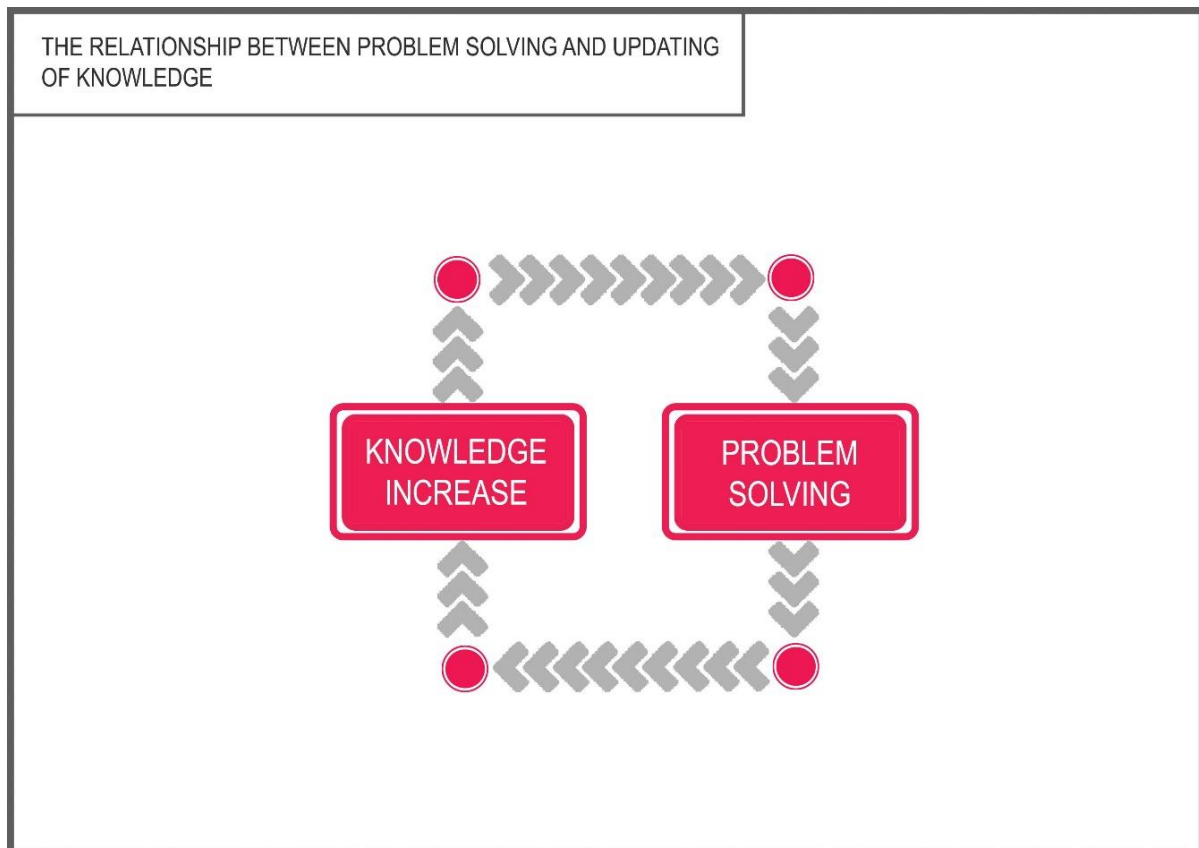 THE RELATIONSHIP BETWEEN PROBLEM SOLVING AND UPDATING
OF KNOWLEDGE
KNOWLEDGE
INCREASE
PROBLEM
SOLVING